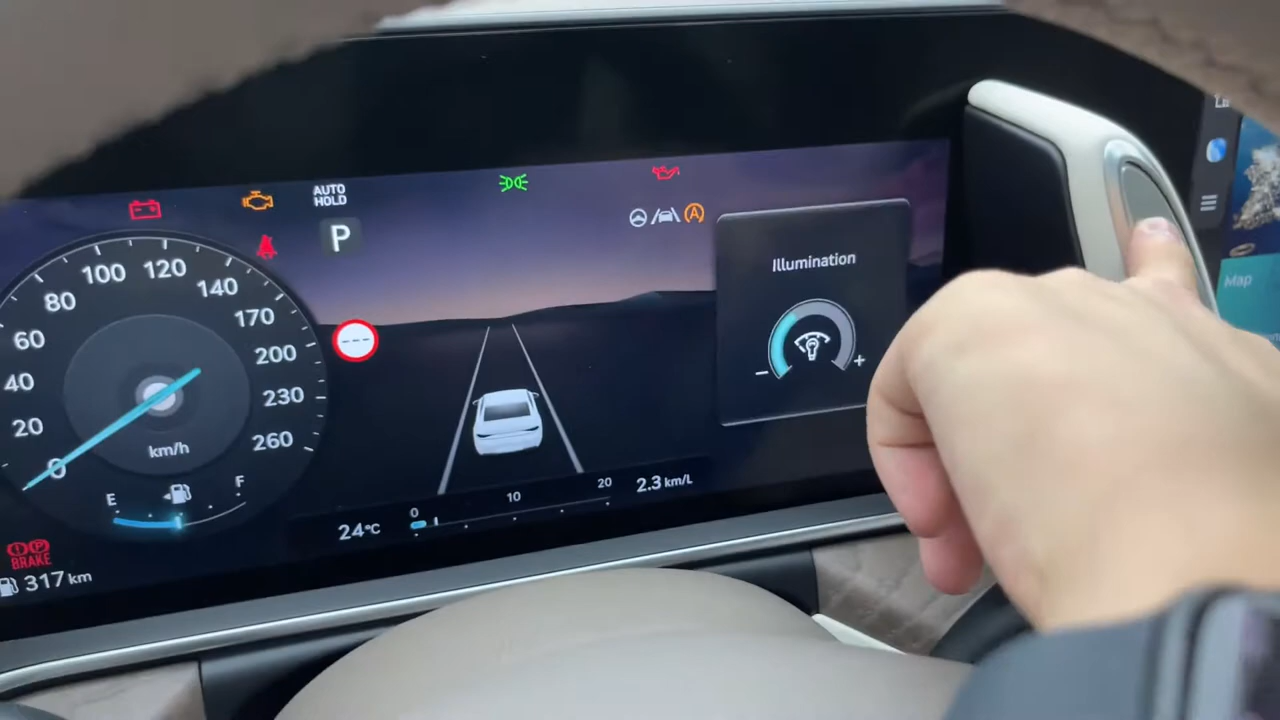 AUTO
HOLD
P
A
Illumination
- +
0
20
40
60
80
100
120
140
170
200
230
260
km/h
E F
---
0 10 20
24°C
2.3 km/L
BRAKE
317 km
Map